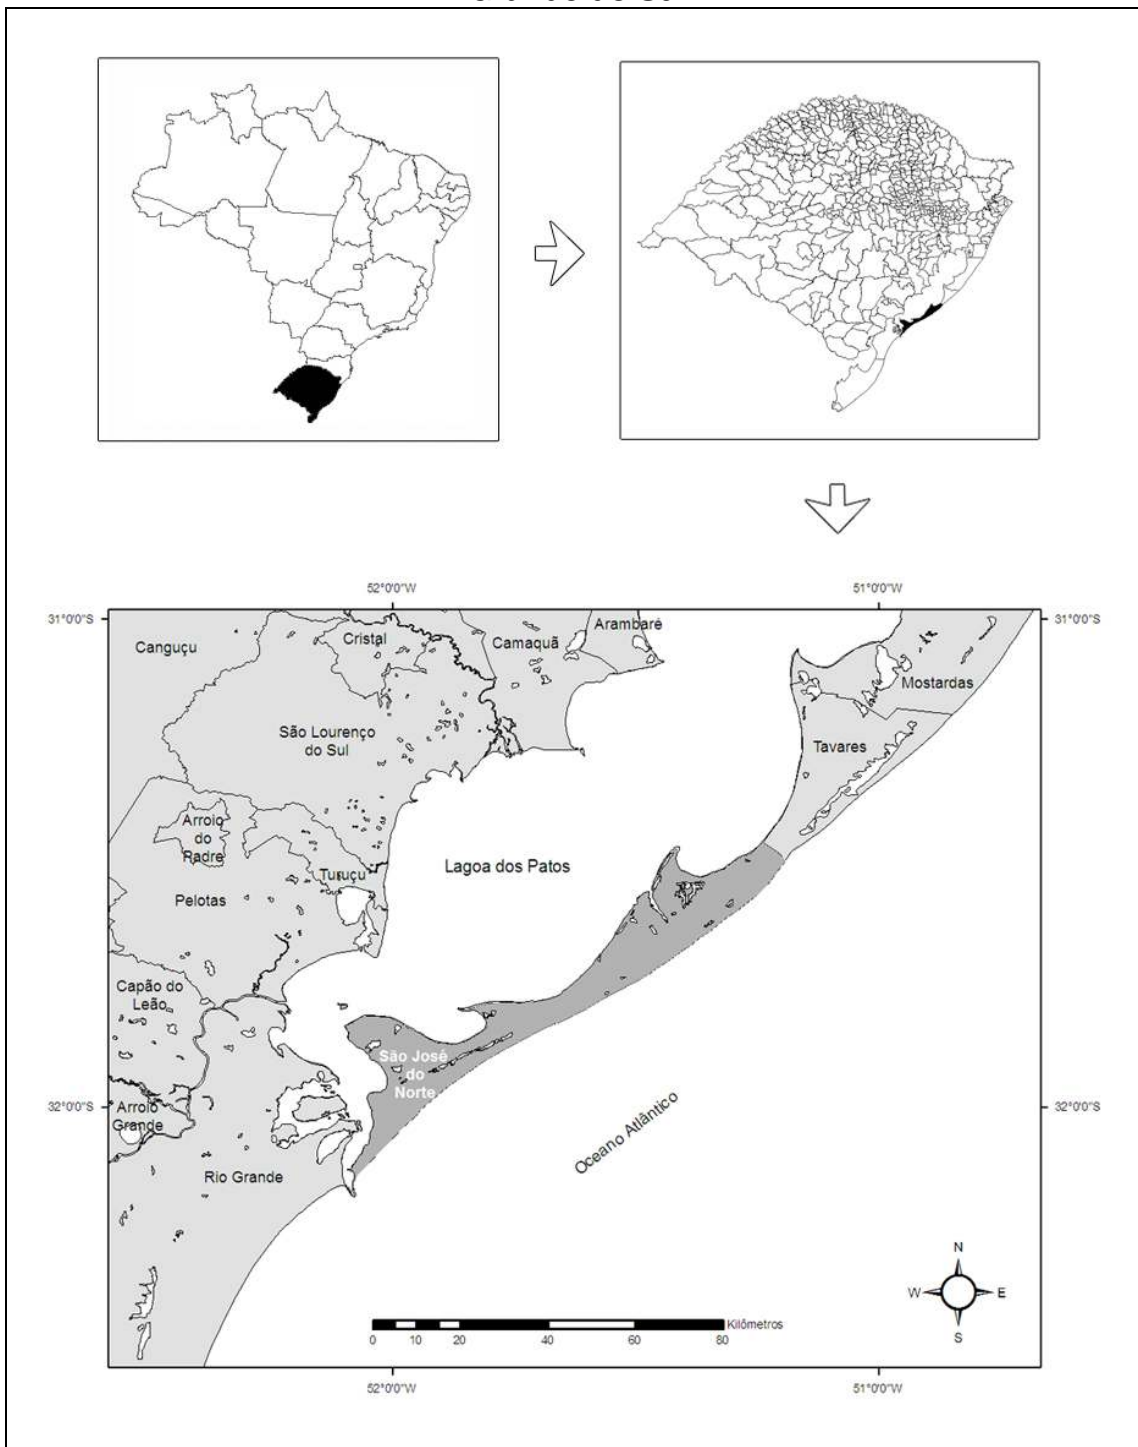 52°0'0"W
51°0'0"W
31°0'0"S
31°0'0"S
Canguçu
Cristal
Camaquã
Arambaré
Mostardas
São Lourenço
do Sul
Tavares
Arroio
do
Padre
Turuçu
Lagoa dos Patos
Pelotas
Capão do
Leão
São José
do
Norte
32°0'0"S
32°0'0"S
Arroio
Grande
Oceano Atlântico
Rio Grande
N
W
E
S
Kilômetros
0
10
20
40
60
80
52°0'0"W
51°0'0"W